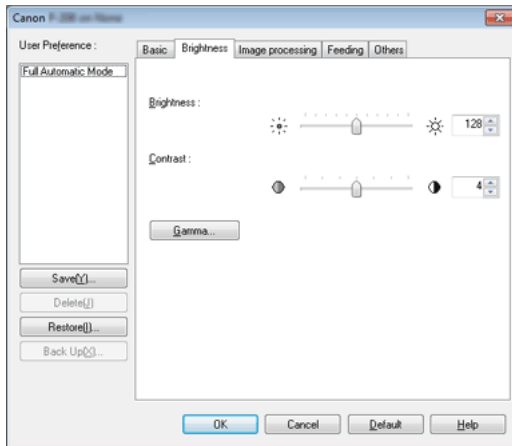 Canon
User Preference :
Full Automatic Mode
Save(Y)...
Delete(J)
Restore(I)...
Back Up(X)...
Basic
Brightness
Image processing
Feeding
Others
Brightness :
128
Contrast :
4
Gamma...
OK
Cancel
Default
Help